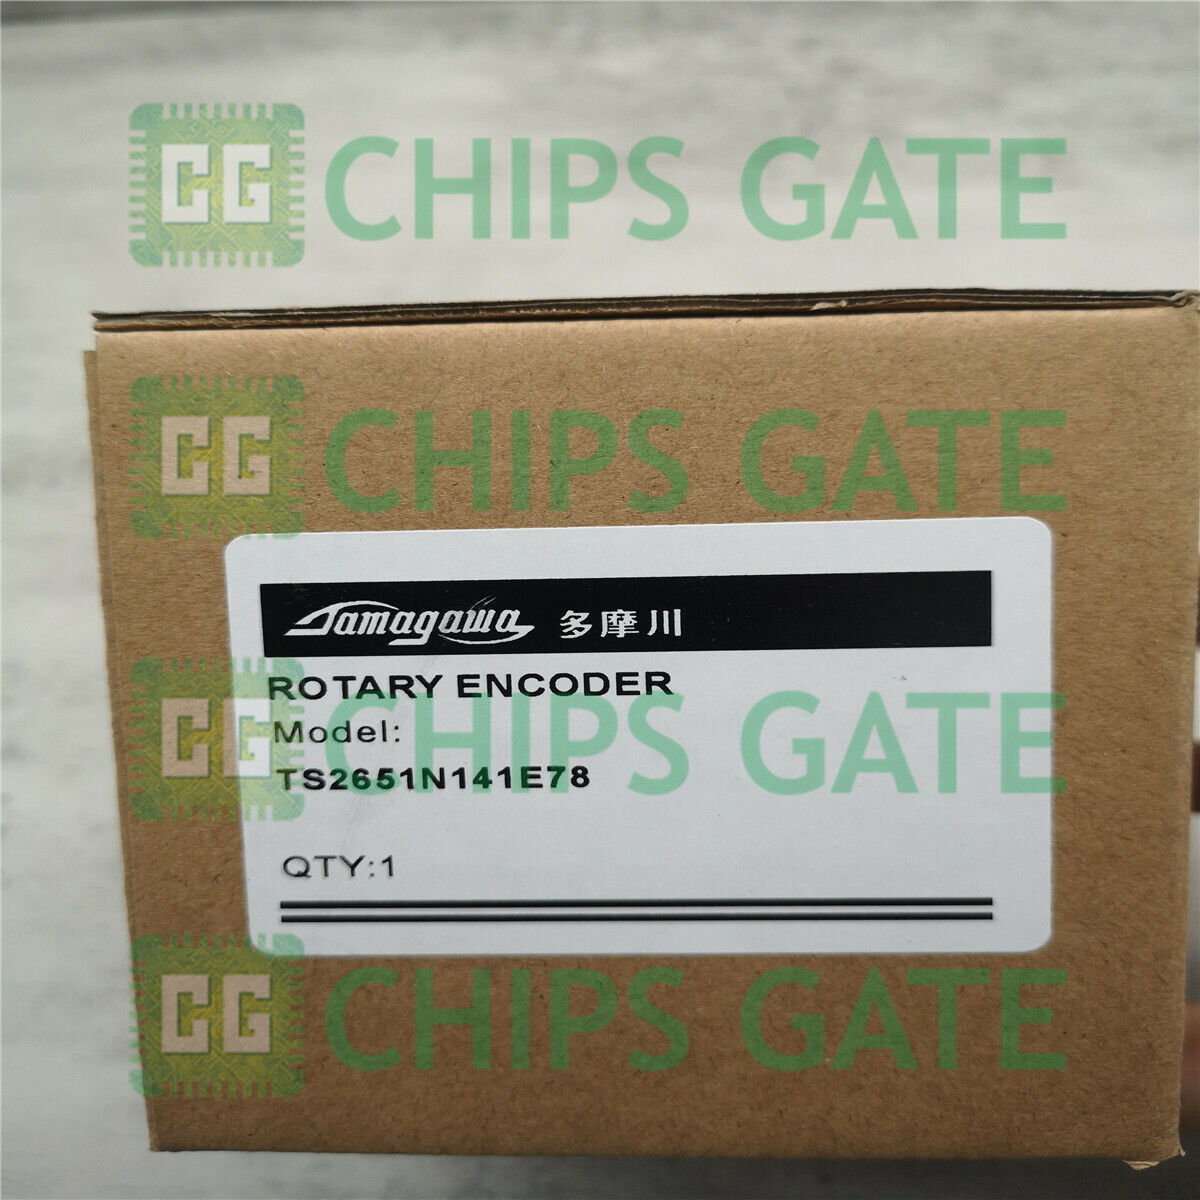 CG CHIPS GATE
CG CHIPS GATE
Tamagawa 多摩川
ROTARY ENCODER
CG CHIPS GATE
Model:
TS2651N141E78
QTY:1
CG CHIPS GATE